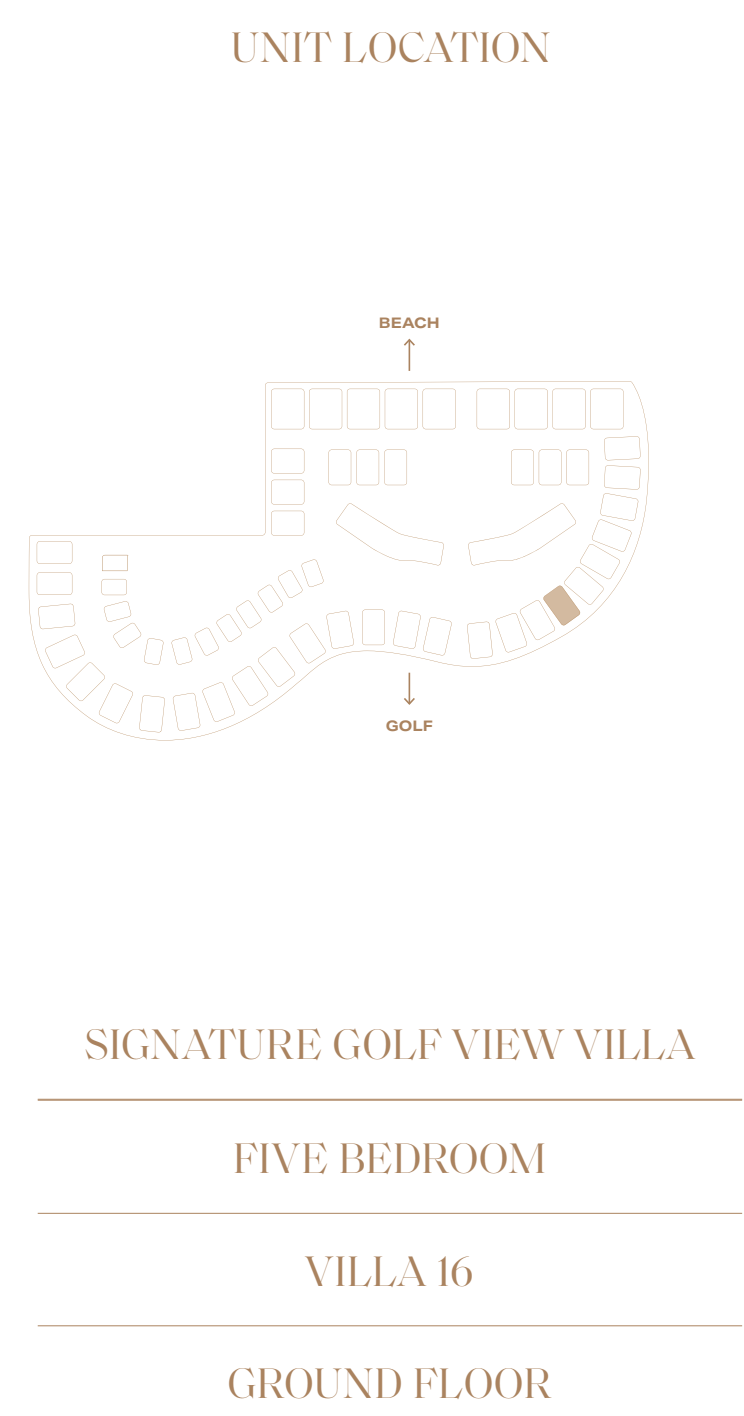 UNIT LOCATION
BEACH
GOLF
SIGNATURE GOLF VIEW VILLA
FIVE BEDROOM
VILLA 16
GROUND FLOOR